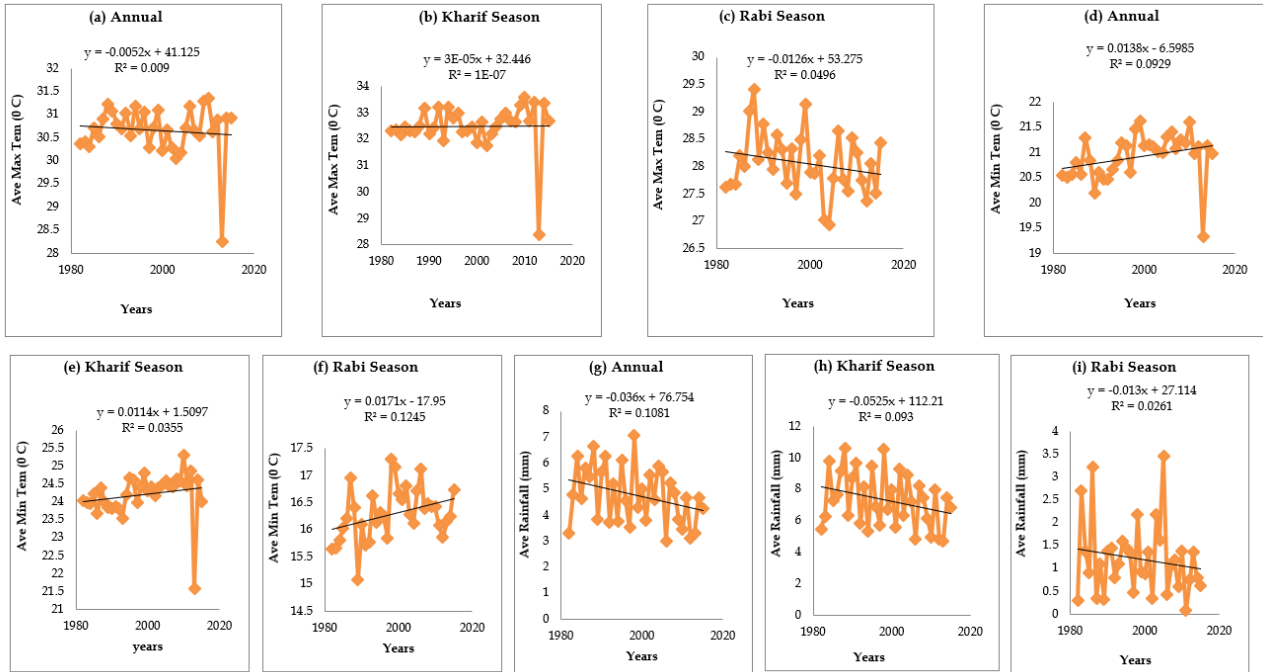 (a) Annual
y = -0.0052x + 41.125
R² = 0.009
Ave Max Tem (0 C)
32
31.5
31
30.5
30
29.5
29
28.5
28
1980
2000
2020
Years
(b) Kharif Season
y = 3E-05x + 32.446
R² = 1E-07
Ave Max Tem (0 C)
34
33
32
31
30
29
28
1980
1990
2000
2010
2020
Years
(c) Rabi Season
y = -0.0126x + 53.275
R² = 0.0496
Ave Max Tem (0 C)
30
29.5
29
28.5
28
27.5
27
26.5
1980
2000
2020
Years
(d) Annual
y = 0.0138x - 6.5985
R² = 0.0929
Ave Min Tem (0 C)
22
21.5
21
20.5
20
19.5
19
1980
2000
2020
Years
(e) Kharif Season
y = 0.0114x + 1.5097
R² = 0.0355
Ave Min Tem (0 C)
26
25.5
25
24.5
24
23.5
23
22.5
22
21.5
21
1980
2000
2020
years
(f) Rabi Season
y = 0.0171x - 17.95
R² = 0.1245
Ave Min Tem (0 C)
17.5
17
16.5
16
15.5
15
14.5
1980
2000
2020
Years
(g) Annual
y = -0.036x + 76.754
R² = 0.1081
Ave Rainfall (mm)
8
7
6
5
4
3
2
1
0
1980
2000
2020
Years
(h) Kharif Season
y = -0.0525x + 112.21
R² = 0.093
Ave Rainfall (mm)
12
10
8
6
4
2
0
1980
2000
2020
Years
(i) Rabi Season
y = -0.013x + 27.114
R² = 0.0261
Ave Rainfall (mm)
4
3.5
3
2.5
2
1.5
1
0.5
0
1980
2000
2020
Years